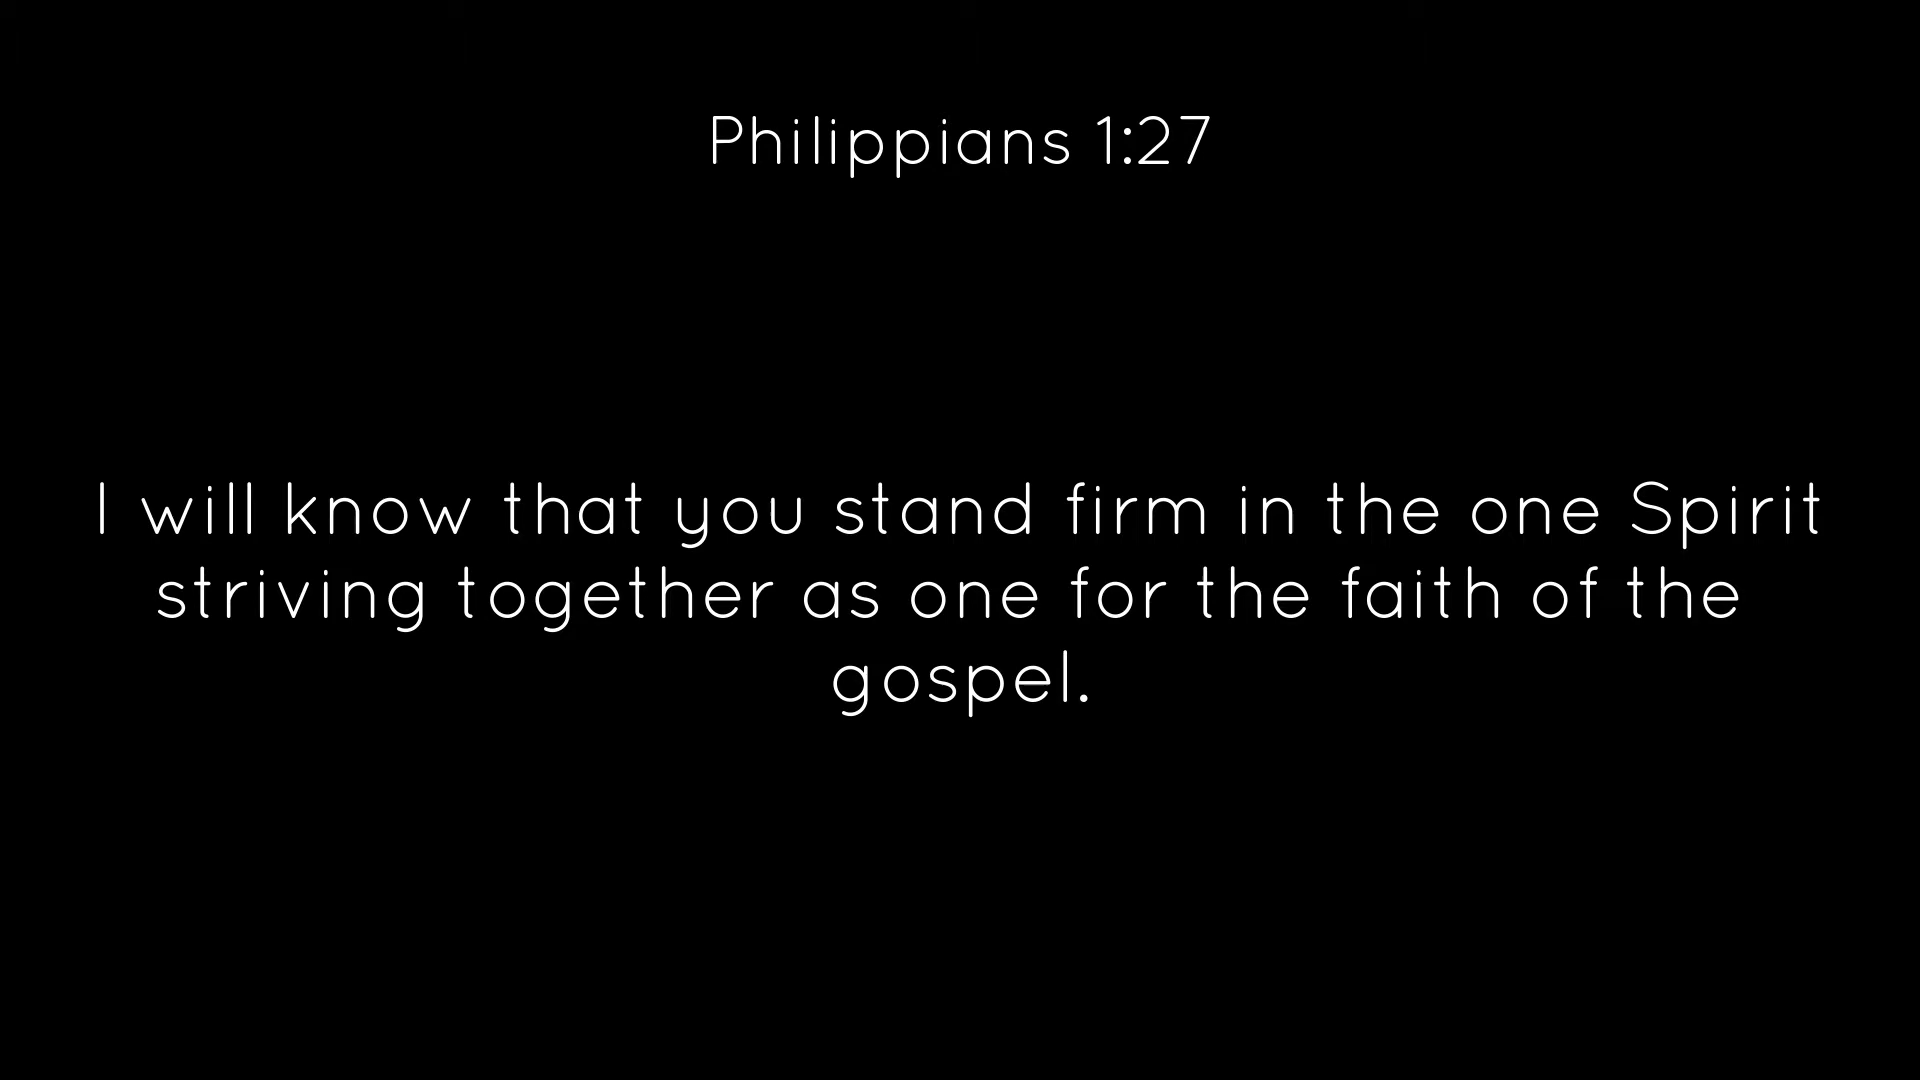 Philippians 1:27
I will know that you stand firm in the one Spirit
striving together as one for the faith of the
gospel.